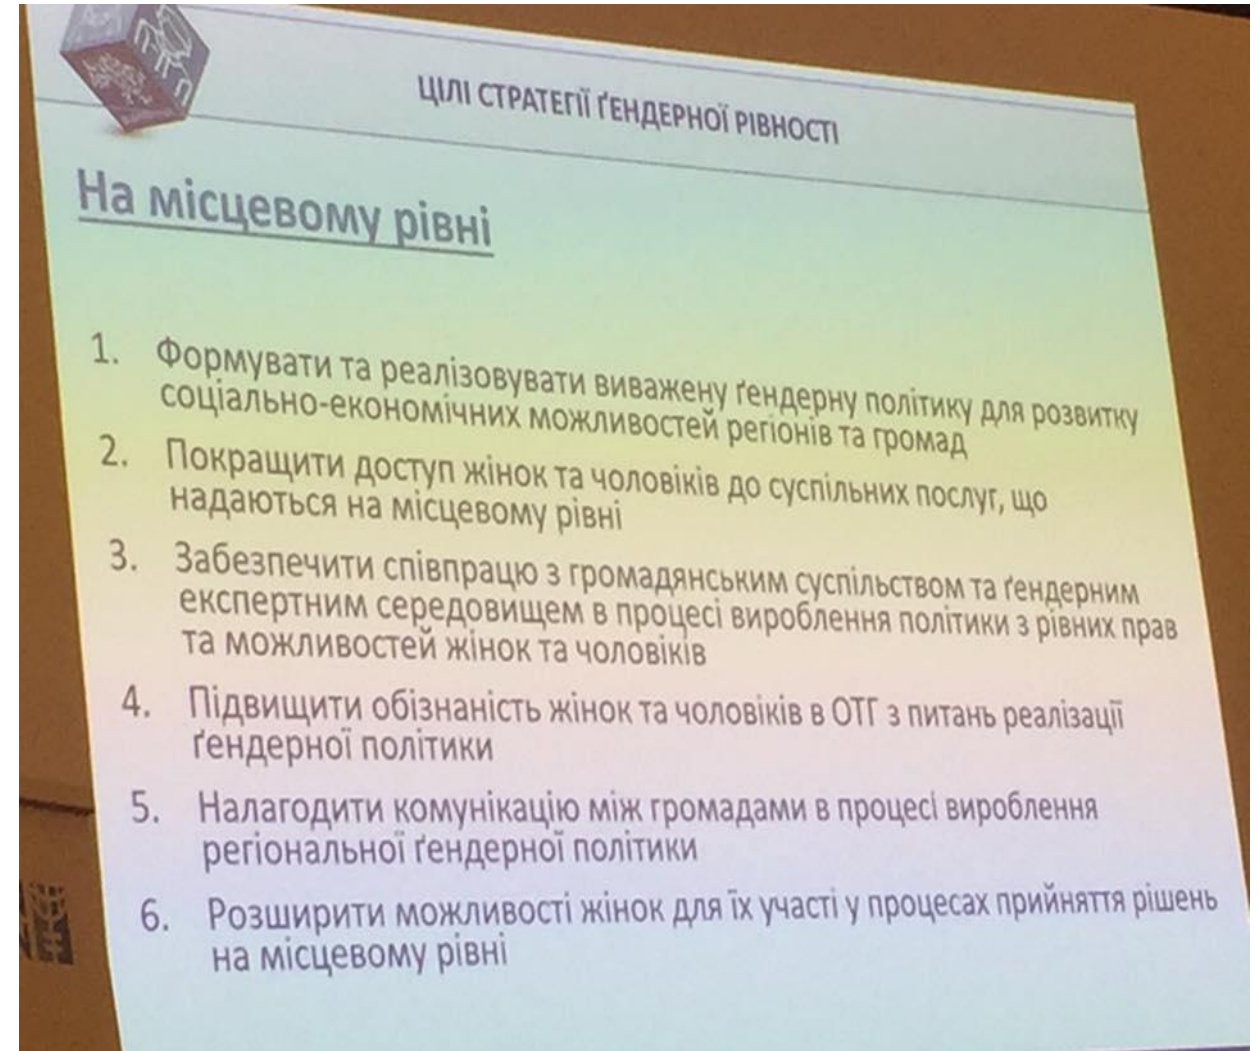 ЦІЛІ СТРАТЕГІЇ ҐЕНДЕРНОЇ РІВНОСТІ
На місцевому рівні
1. Формувати та реалізовувати виважену ґендерну політику для розвитку
соціально-економічних можливостей регіонів та громад
2. Покращити доступ жінок та чоловіків до суспільних послуг, що
надаються на місцевому рівні
3. Забезпечити співпрацю з громадянським суспільством та ґендерним
експертним середовищем в процесі вироблення політики з рівних прав
та можливостей жінок та чоловіків
4. Підвищити обізнаність жінок та чоловіків в ОТГ з питань реалізації
ґендерної політики
5. Налагодити комунікацію між громадами в процесі вироблення
регіональної ґендерної політики
6. Розширити можливості жінок для їх участі у процесах прийняття рішень
на місцевому рівні